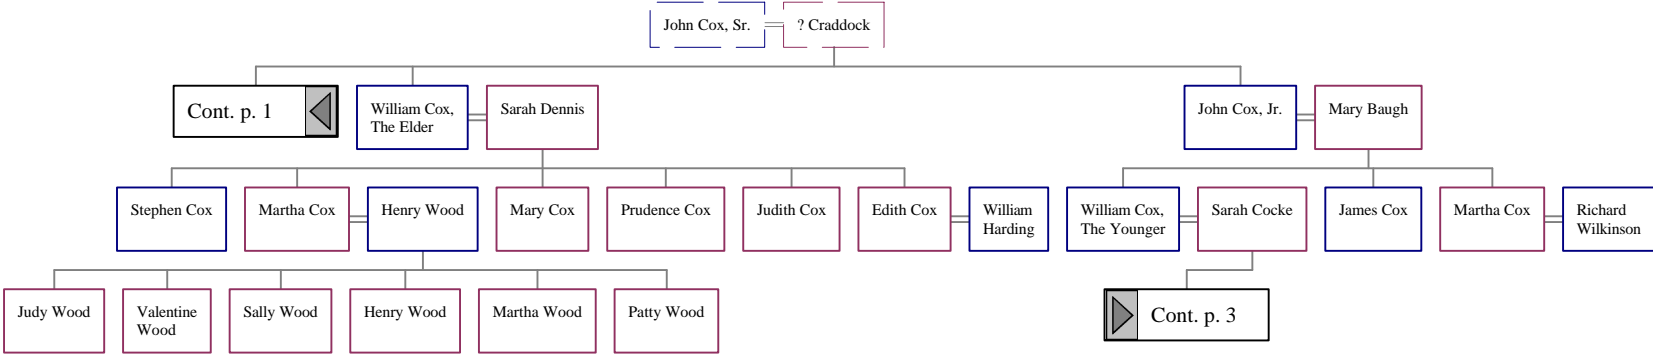 John Cox, Sr.
? Craddock
Cont. p. 1
William Cox,
The Elder
Sarah Dennis
John Cox, Jr.
Mary Baugh
Stephen Cox
Martha Cox
Henry Wood
Mary Cox
Prudence Cox
Judith Cox
Edith Cox
William
Harding
William Cox,
The Younger
Sarah Cocke
James Cox
Martha Cox
Richard
Wilkinson
Judy Wood
Valentine
Wood
Sally Wood
Henry Wood
Martha Wood
Patty Wood
Cont. p. 3